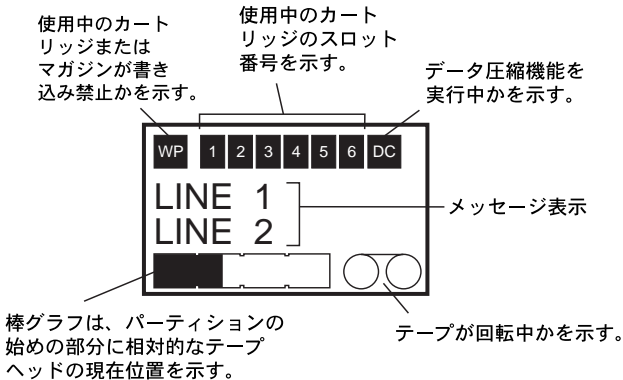 使用中のカート
リッジまたは
マガジンが書き
込み禁止かを示す。
使用中のカート
リッジのスロット
番号を示す。
データ圧縮機能を
実行中かを示す。
WP 1 2 3 4 5 6 DC
LINE 1
LINE 2
メッセージ表示
棒グラフは、パーティションの
始めの部分に相対的なテープ
ヘッドの現在位置を示す。
テープが回転中かを示す。